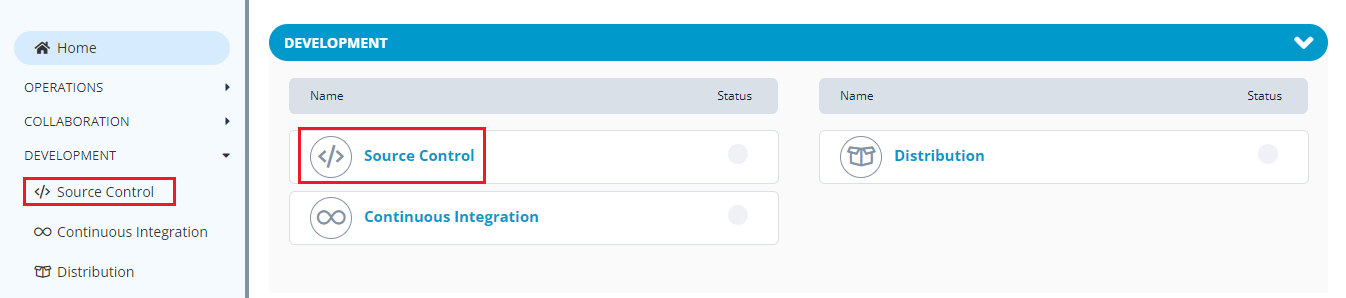 Home
OPERATIONS
COLLABORATION
DEVELOPMENT
Source Control
Continuous Integration
Distribution
DEVELOPMENT
Name Status
Source Control
Continuous Integration
Name Status
Distribution